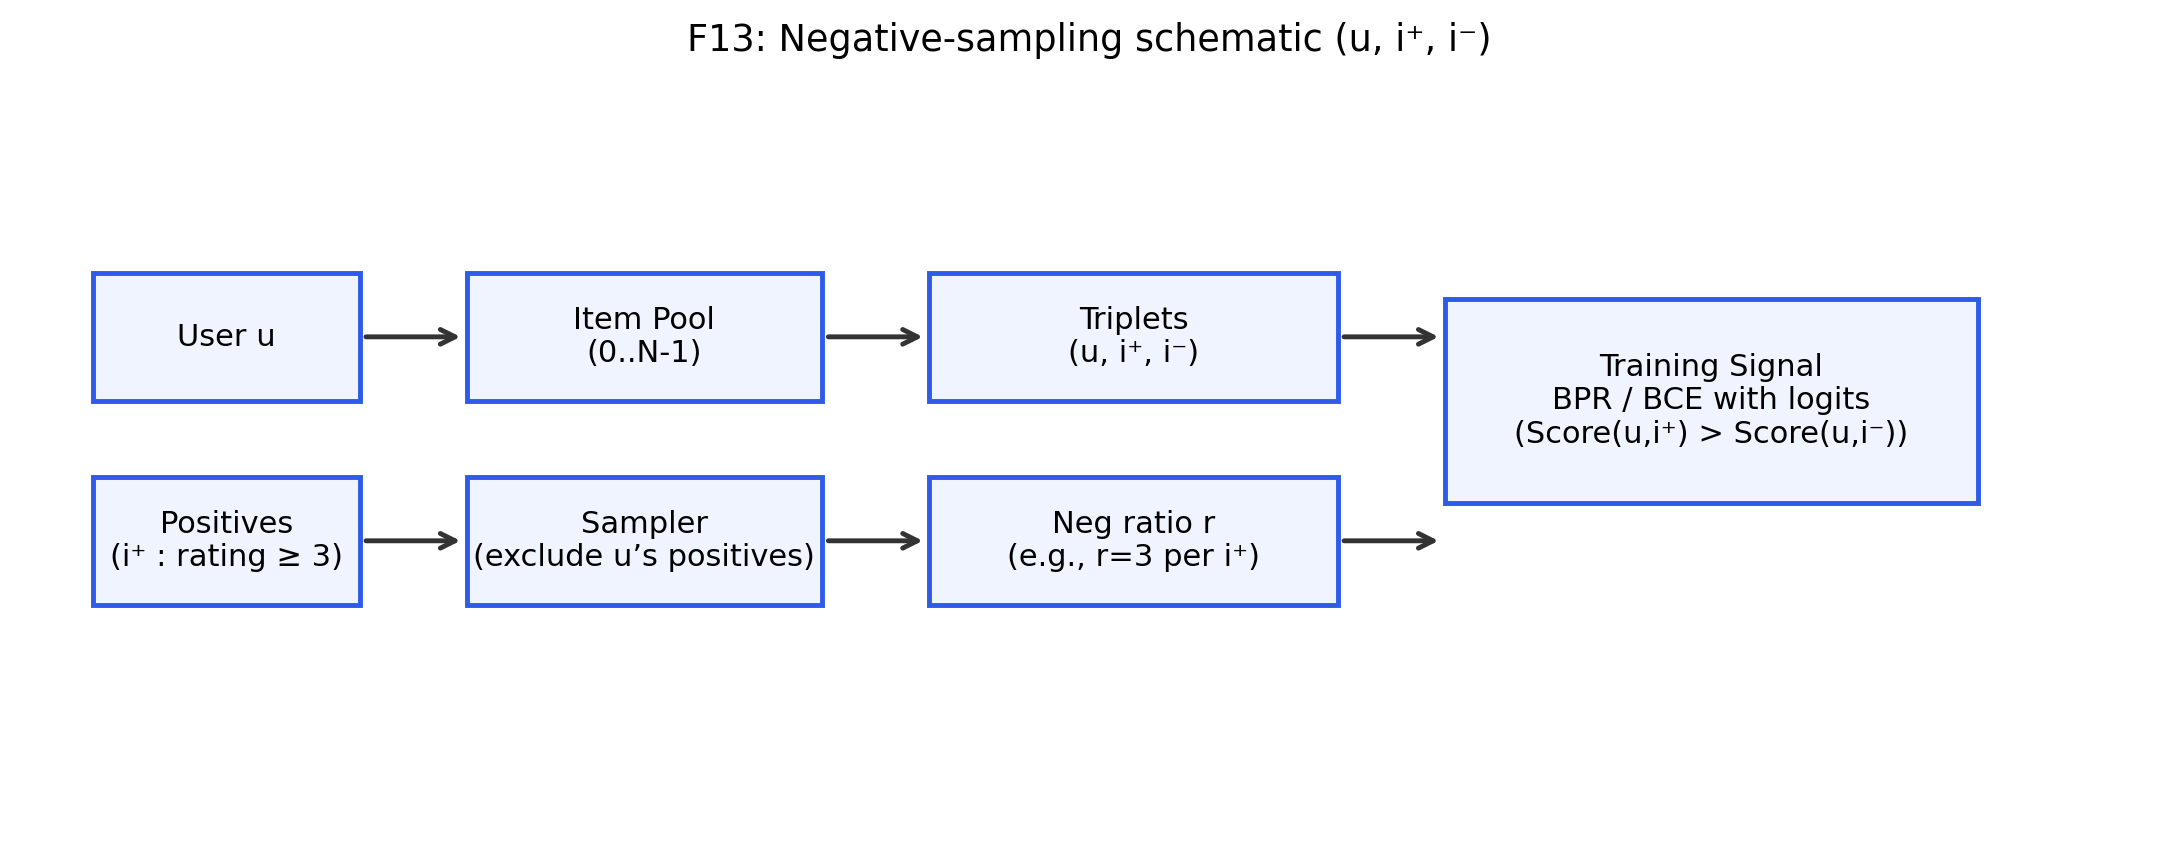 F13: Negative-sampling schematic (u, i⁺, i⁻)
User u
Item Pool
(0..N-1)
Triplets
(u, i⁺, i⁻)
Training Signal
BPR / BCE with logits
(Score(u,i⁺) > Score(u,i⁻))
Positives
(i⁺ : rating ≥ 3)
Sampler
(exclude u’s positives)
Neg ratio r
(e.g., r=3 per i⁺)